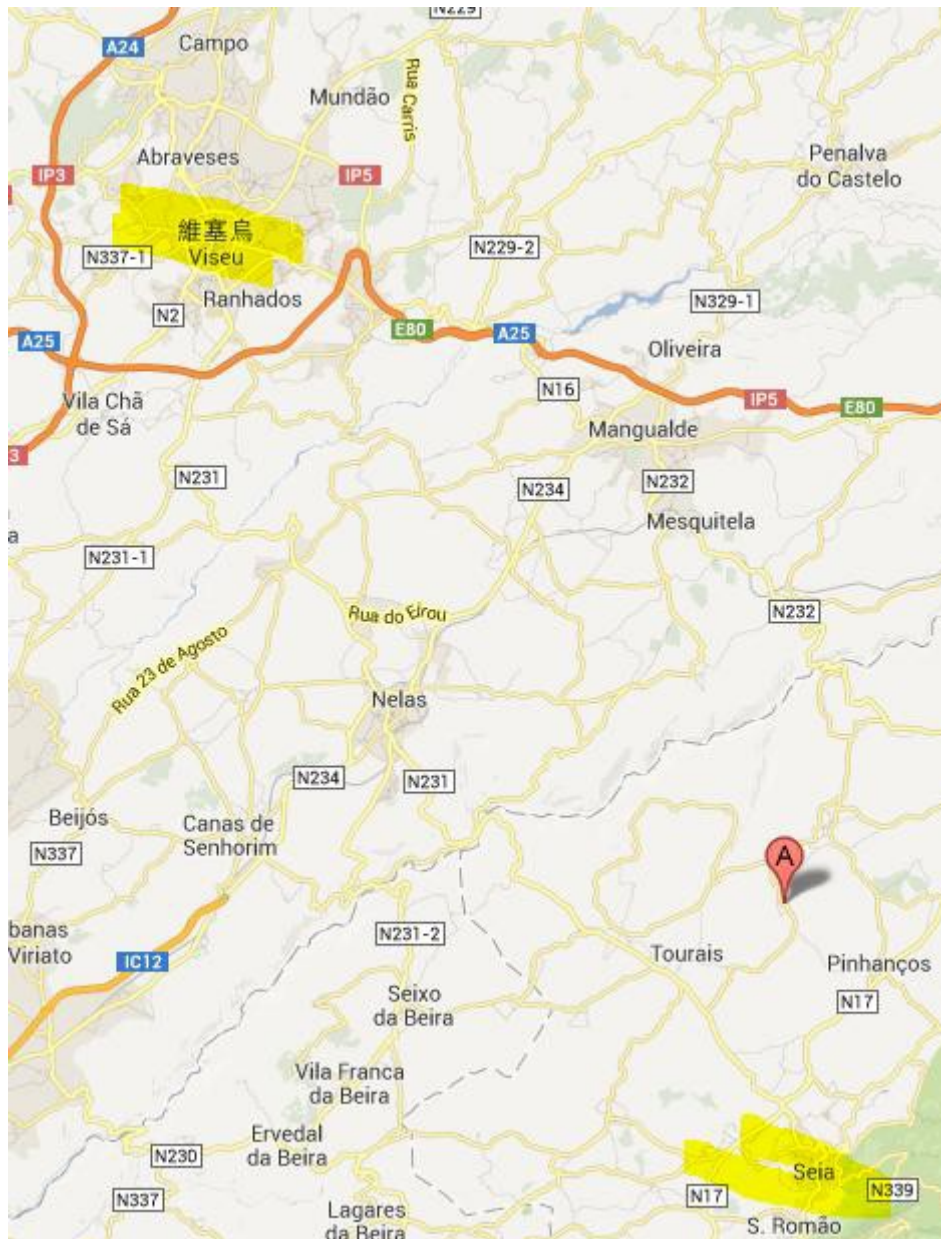 N229
A24
Campo
Mundão
Rua Carris
Abraveses
Penalva
do Castelo
IP3
IP5
維塞烏
Viseu
N337-1
N229-2
Ranhados
N2
N329-1
A25
E80
A25
Oliveira
Vila Chã
de Sá
N16
IP5
E80
Mangualde
3
N231
N234
N232
Mesquitela
a
N231-1
Rua do Eirou
N232
Rua 23 de Agosto
Nelas
N234
N231
Beijós
Canas de
Senhorim
N337
A
banas
Viriato
N231-2
IC12
Tourais
Pinhanços
Seixo
da Beira
N17
Vila Franca
da Beira
Ervedal
da Beira
N230
Seia
N337
N17
N339
Lagares
da Beira
S. Romão